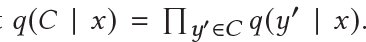 q(C | x) = ∏_{y′∈C} q(y′ | x).